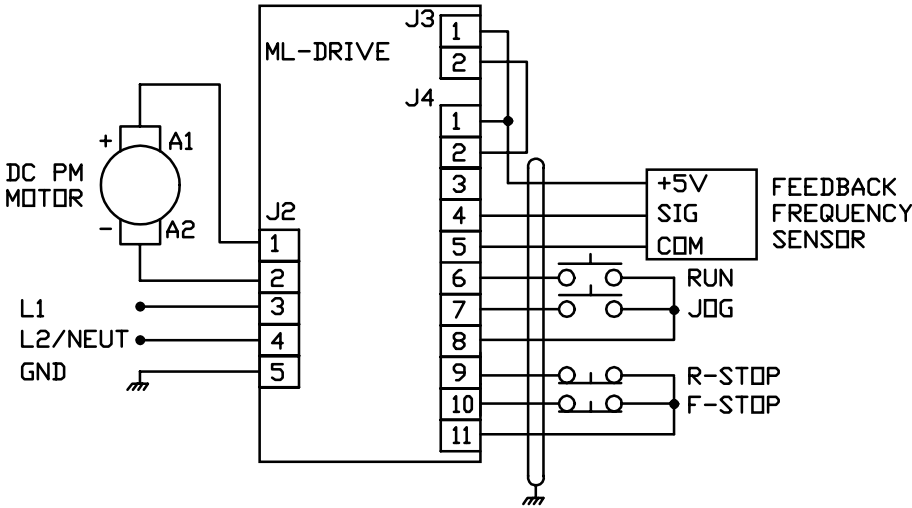 ML-DRIVE
J3
1
2
J4
1
2
3
4
5
6
7
8
9
10
11
+ A1
DC PM
MOTOR
- A2
J2
1
2
3
4
5
L1
L2/NEUT
GND
+5V
SIG
COM
FEEDBACK
FREQUENCY
SENSOR
RUN
JOG
R-STOP
F-STOP